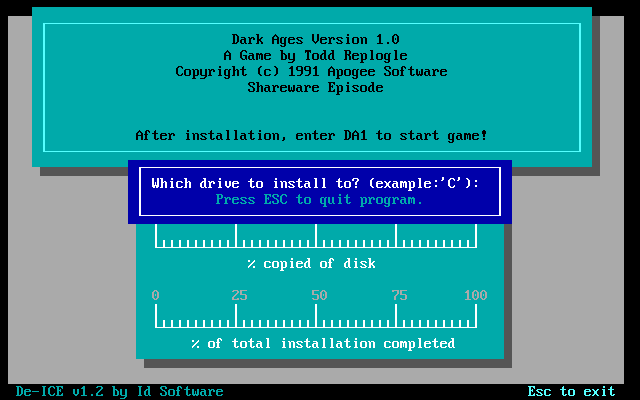 Dark Ages Version 1.0
A Game by Todd Replogle
Copyright (c) 1991 Apogee Software
Shareware Episode
After installation, enter DA1 to start game!
Which drive to install to? (example:'C'):
Press ESC to quit program.
% copied of disk
0 25 50 75 100
% of total installation completed
De-ICE v1.2 by Id Software Esc to exit